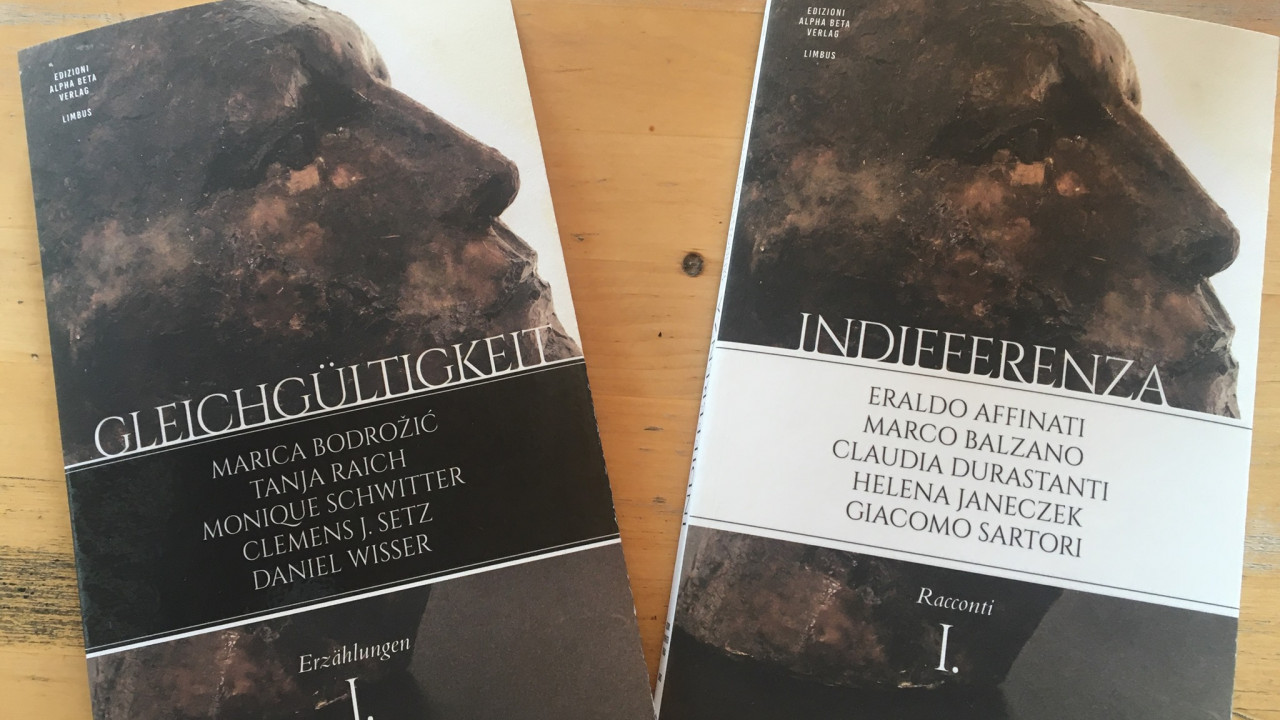 EDIZIONI
ALPHA BETA
VERLAG
LIMBUS
GLEICHGÜLTIGKEIT
MARICA BODROŽIĆ
TANJA RAICH
MONIQUE SCHWITTER
CLEMENS J. SETZ
DANIEL WISSER
Erzählungen
I.
EDIZIONI
ALPHA BETA
VERLAG
LIMBUS
INDIFFERENZA
ERALDO AFFINATI
MARCO BALZANO
CLAUDIA DURASTANTI
HELENA JANECZEK
GIACOMO SARTORI
Racconti
I.